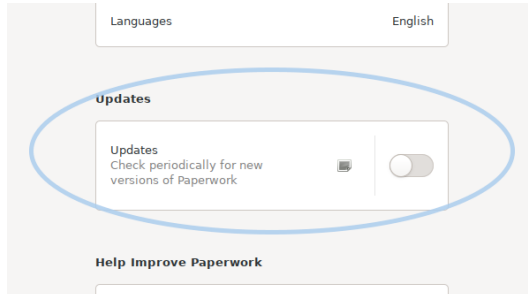 Languages English
Updates
Updates
Check periodically for new
versions of Paperwork
Help Improve Paperwork